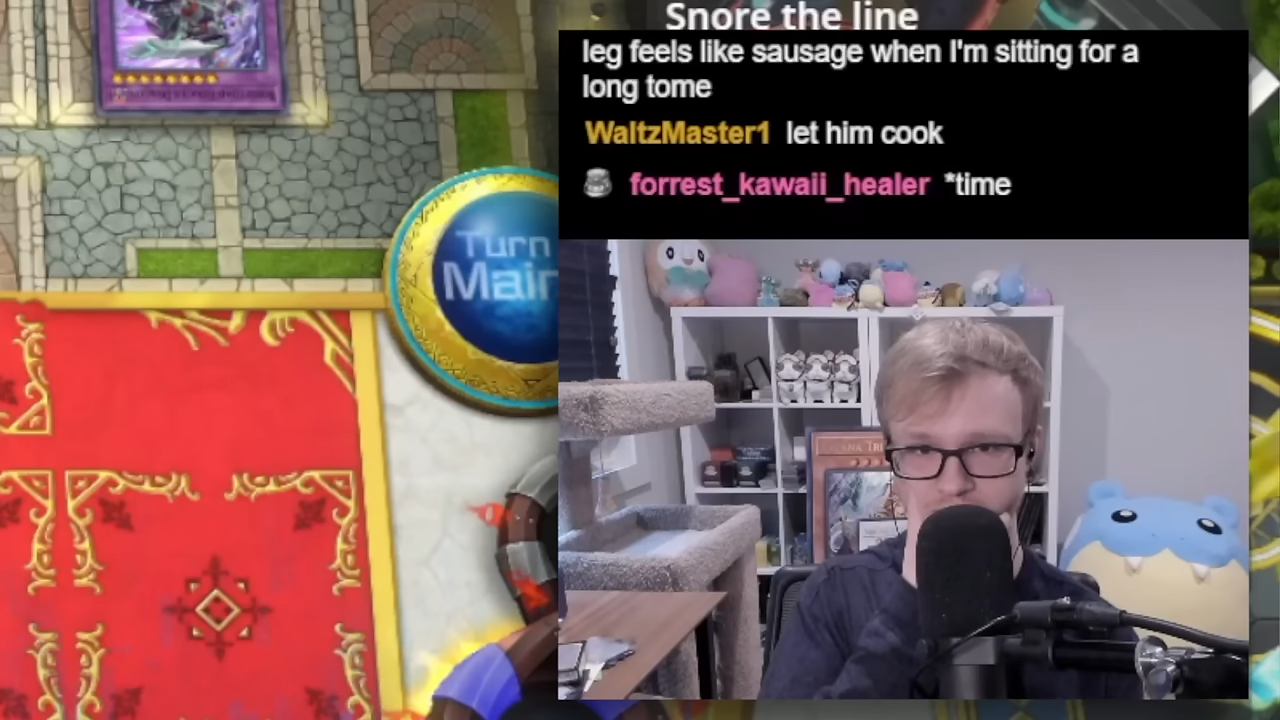 Snore the line
leg feels like sausage when I'm sitting for a
long tome
WaltzMaster1 let him cook
forrest_kawaii_healer *time
Turn
Main